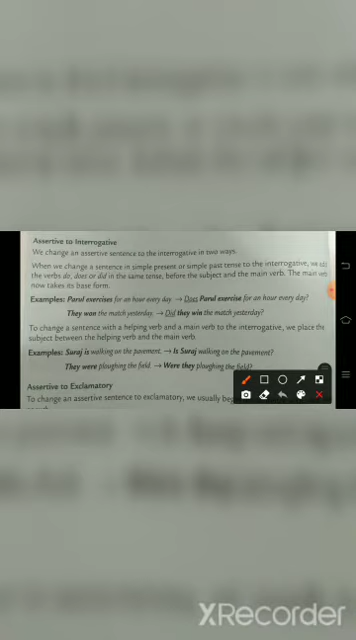 Assertive to Interrogative
We change an assertive sentence to the interrogative in two ways.
When we change a sentence in simple present or simple past tense to the interrogative, we
the verbs do, does or did in the same tense, before the subject and the main verb. The main verb
now takes its base form.
Examples: Parul exercises for an hour every day → Does Parul exercise for an hour every day?
They won the match yesterday. → Did they win the match yesterday?
To change a sentence with a helping verb and a main verb to the interrogative, we place the
subject between the helping verb and the main verb.
Examples: Suraj is walking on the pavement. → Is Suraj walking on the pavement?
They were ploughing the field. → Were they ploughing the field?
Assertive to Exclamatory
To change an assertive sentence to exclamatory, we usually
XRecorder